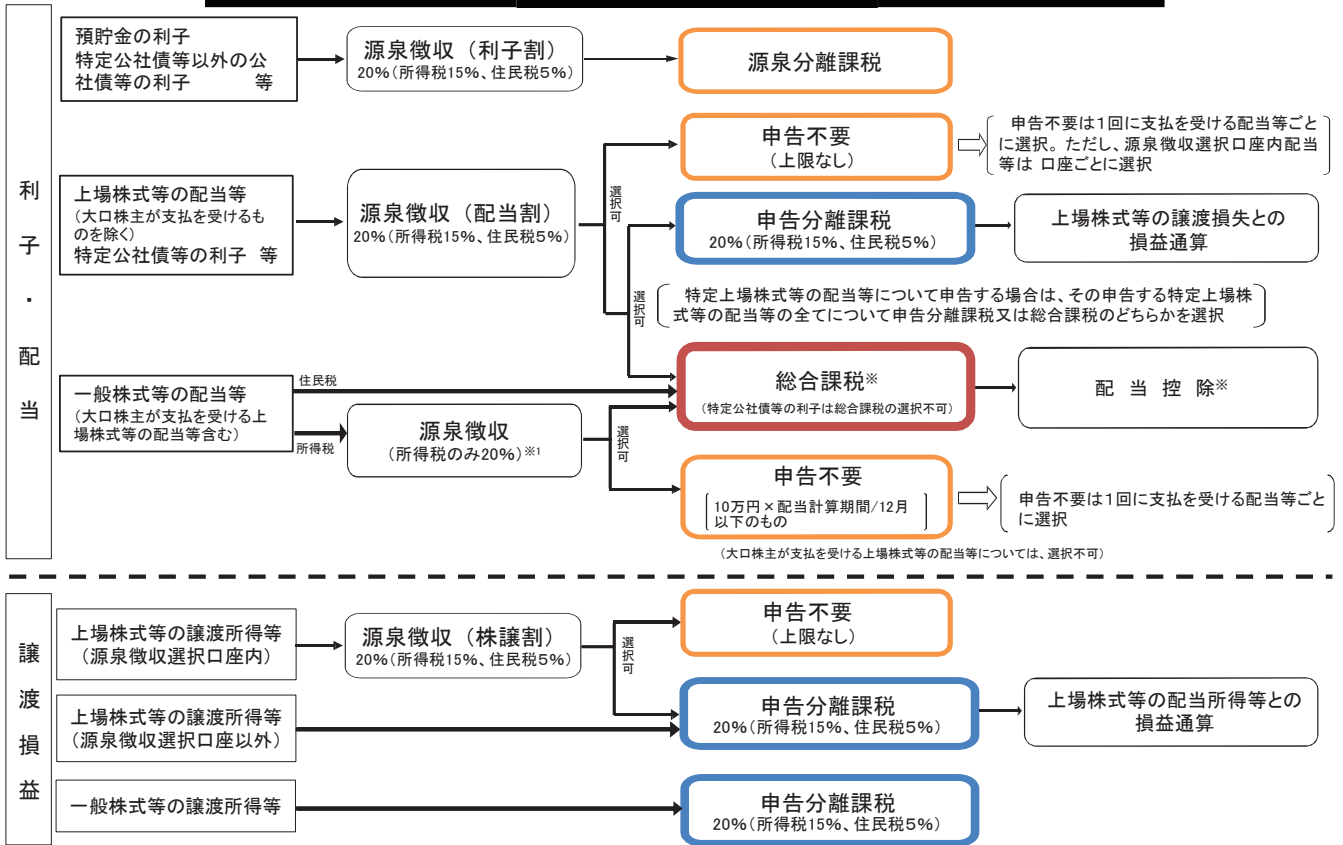 利子・配当
預貯金の利子
特定公社債等以外の公
社債等の利子　　　等
源泉徴収（利子割）
20%（所得税15%、住民税5%）
源泉分離課税
上場株式等の配当等
（大口株主が支払を受けるも
のを除く）
特定公社債等の利子 等
源泉徴収（配当割）
20%（所得税15%、住民税5%）
選択可
申告不要
（上限なし）
申告不要は１回に支払を受ける配当等ごと
に選択。ただし、源泉徴収選択口座内配当
等は 口座ごとに選択
申告分離課税
20%（所得税15%、住民税5%）
上場株式等の譲渡損失との
損益通算
選択可
特定上場株式等の配当等について申告する場合は、その申告する特定上場株
式等の配当等の全てについて申告分離課税又は総合課税のどちらかを選択
一般株式等の配当等
（大口株主が支払を受ける上
場株式等の配当等含む）
住民税
所得税
源泉徴収
（所得税のみ20%）※1
選択可
総合課税※
（特定公社債等の利子は総合課税の選択不可）
配 当 控 除※
申告不要
10万円×配当計算期間/12月
以下のもの
申告不要は１回に支払を受ける配当等ごと
に選択
（大口株主が支払を受ける上場株式等の配当等については、選択不可）
譲渡損益
上場株式等の譲渡所得等
（源泉徴収選択口座内）
源泉徴収（株譲割）
20%（所得税15%、住民税5%）
選択可
申告不要
（上限なし）
上場株式等の譲渡所得等
（源泉徴収選択口座以外）
申告分離課税
20%（所得税15%、住民税5%）
上場株式等の配当所得等との
損益通算
一般株式等の譲渡所得等
申告分離課税
20%（所得税15%、住民税5%）